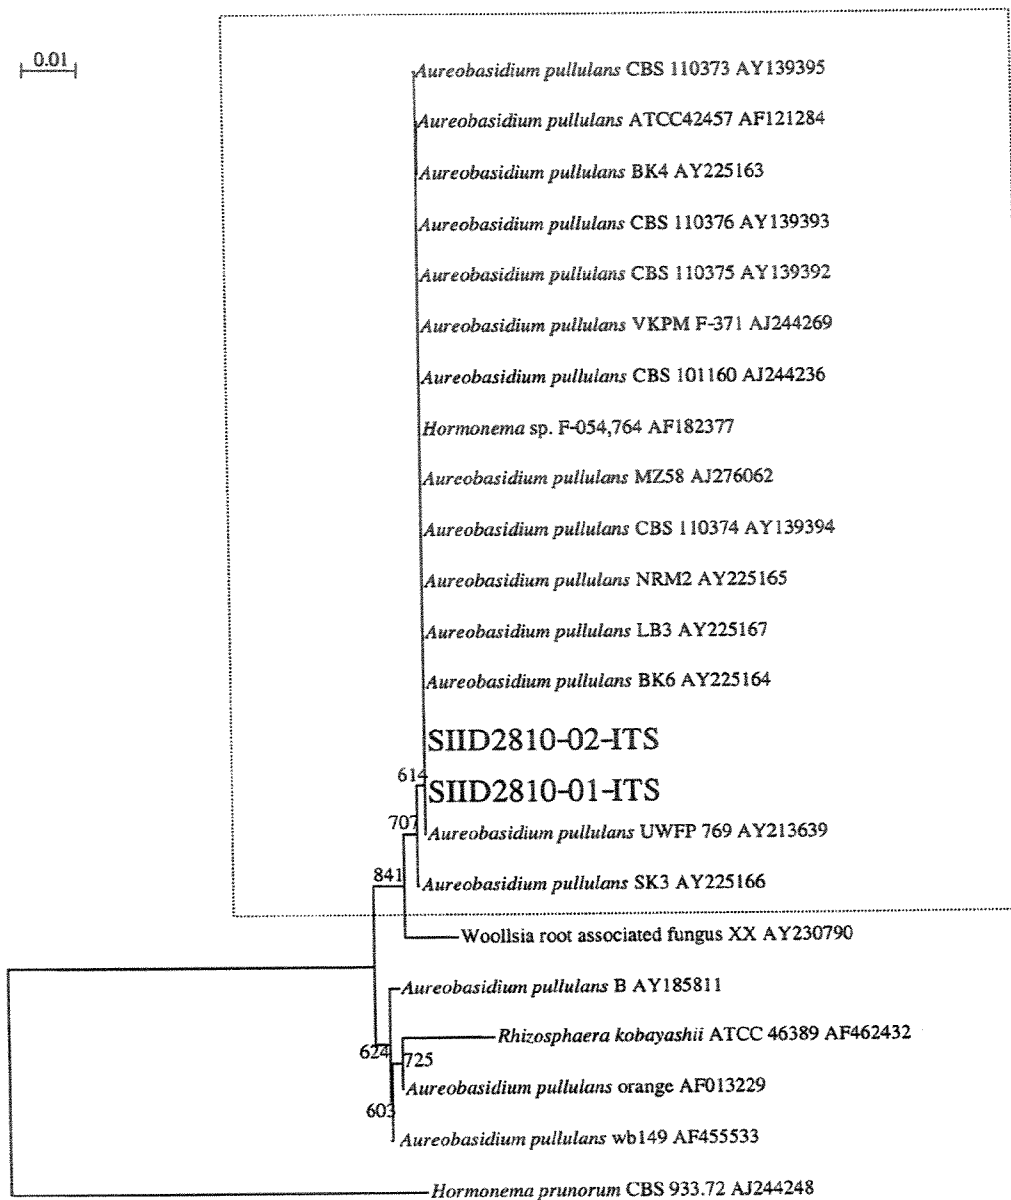 0.01
Aureobasidium pullulans CBS 110373 AY139395
Aureobasidium pullulans ATCC42457 AF121284
Aureobasidium pullulans BK4 AY225163
Aureobasidium pullulans CBS 110376 AY139393
Aureobasidium pullulans CBS 110375 AY139392
Aureobasidium pullulans VKPM F-371 AJ244269
Aureobasidium pullulans CBS 101160 AJ244236
Hormonema sp. F-054,764 AF182377
Aureobasidium pullulans MZ58 AJ276062
Aureobasidium pullulans CBS 110374 AY139394
Aureobasidium pullulans NRM2 AY225165
Aureobasidium pullulans LB3 AY225167
Aureobasidium pullulans BK6 AY225164
SIID2810-02-ITS
614
SIID2810-01-ITS
707
Aureobasidium pullulans UWFP 769 AY213639
841
Aureobasidium pullulans SK3 AY225166
Woollsia root associated fungus XX AY230790
Aureobasidium pullulans B AY185811
Rhizosphaera kobayashii ATCC 46389 AF462432
624
725
Aureobasidium pullulans orange AF013229
603
Aureobasidium pullulans wb149 AF455533
Hormonema prunorum CBS 933.72 AJ244248